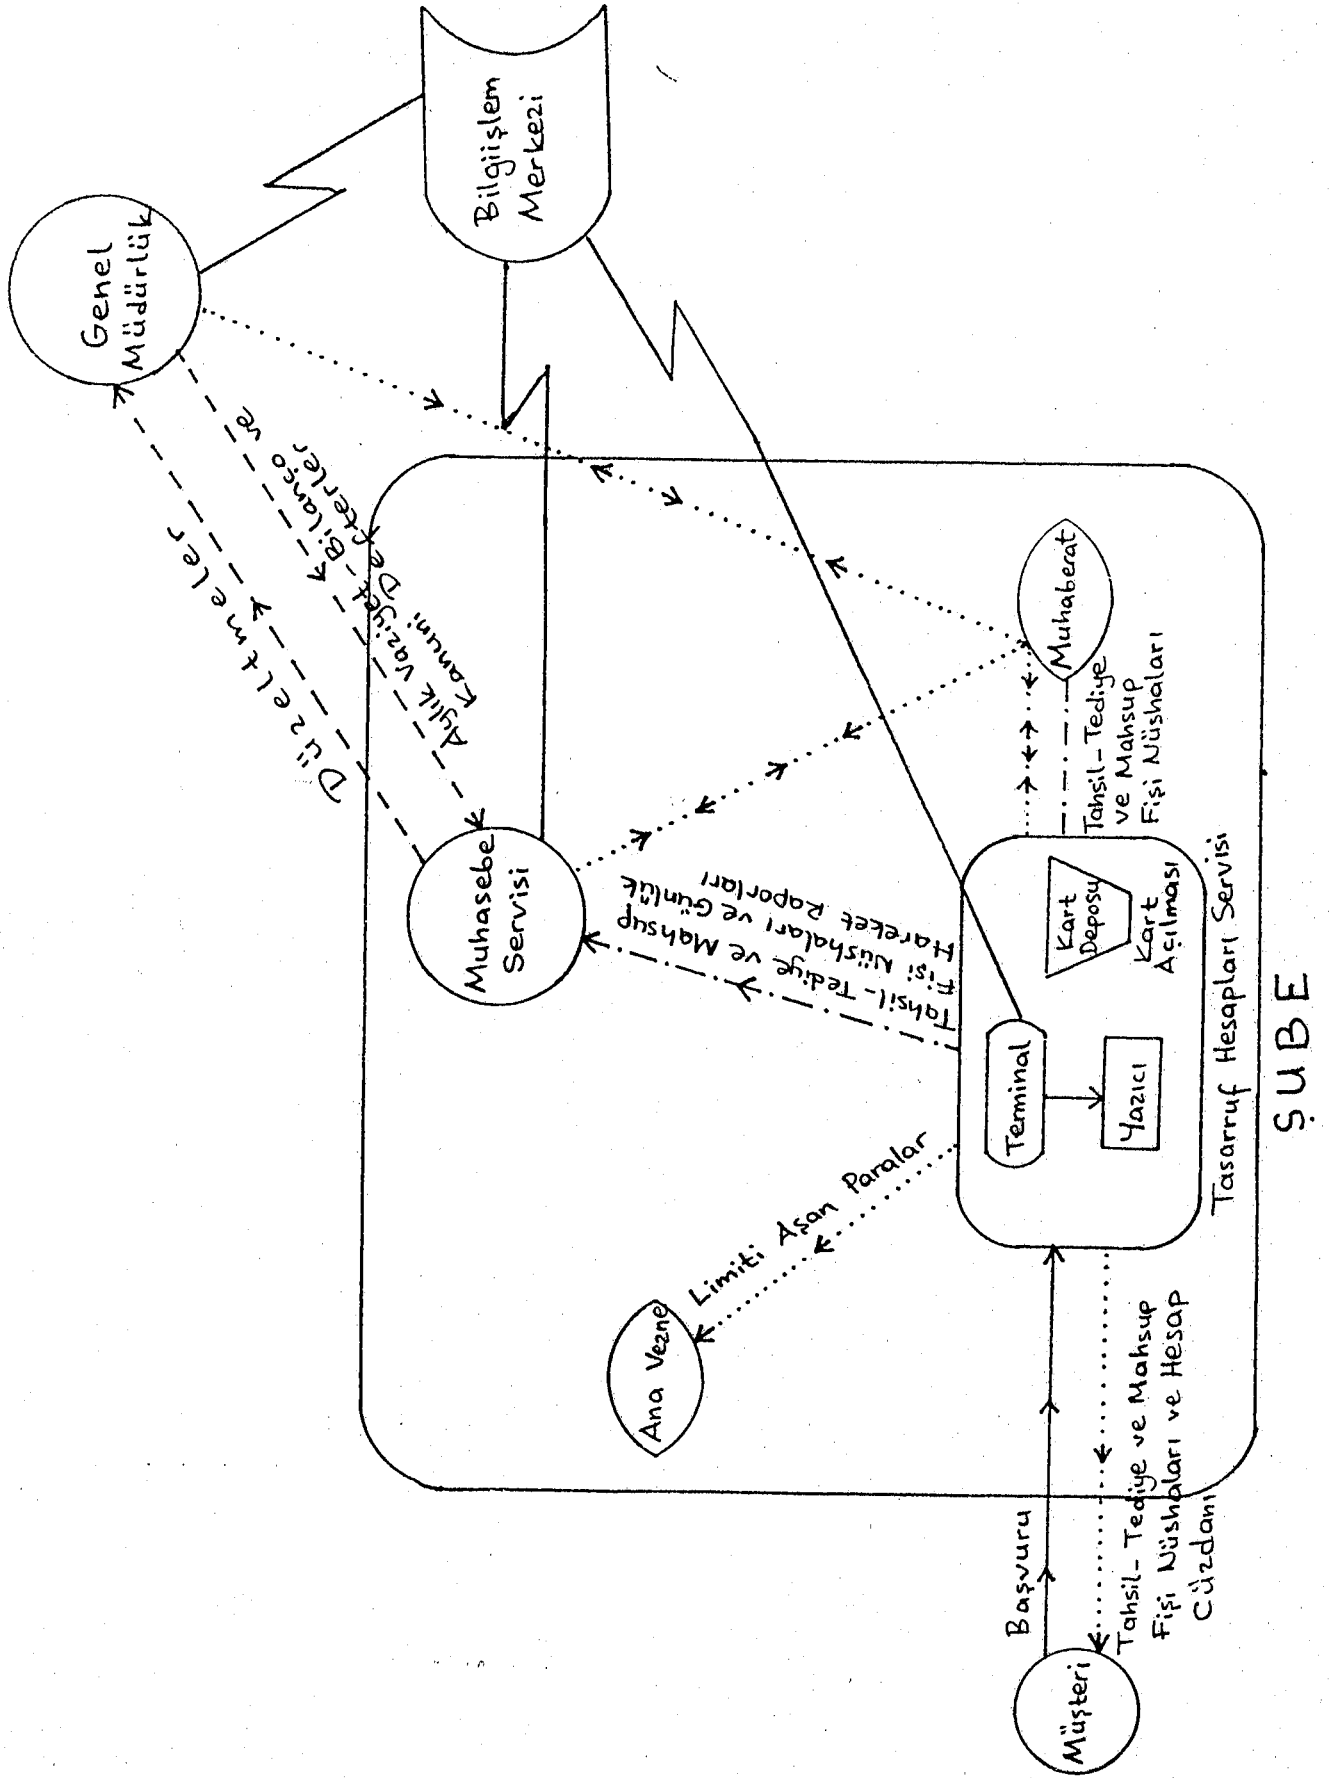 Genel
Müdürlük
Bilgiişlem
Merkezi
Düzeltmeler
Aylık Vaziyet-Bilanço ve
Kanuni Defterler
Muhasebe
Servisi
Muhaberat
Tahsil-Tediye ve Mahsup
Fişi Nüshaları ve Günlük
Hareket Raporları
Tahsil-Tediye
ve Mahsup
Fişi Nüshaları
Ana Vezne
Limiti Aşan Paralar
Terminal
Yazıcı
Kart
Deposu
Kart
Açılması
Tasarruf Hesapları Servisi
Müşteri
Başvuru
Tahsil-Tediye ve Mahsup
Fişi Nüshaları ve Hesap
Cüzdanı
ŞUBE